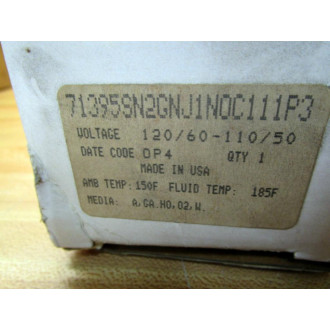 71395SN2GNJ1N0C111P3
VOLTAGE 120/60-110/50
DATE CODE OP4 QTY 1
MADE IN USA
AMB TEMP: 150F FLUID TEMP: 185F
MEDIA: A,GA,HO,O2,W,